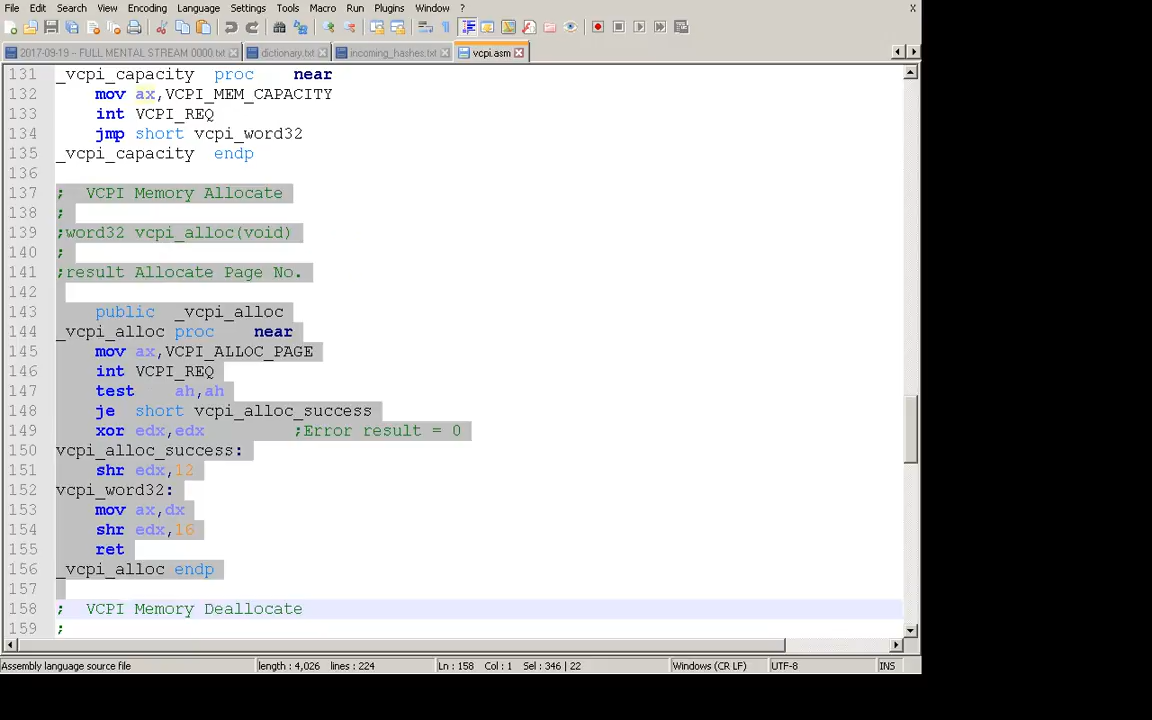 File Edit Search View Encoding Language Settings Tools Macro Run Plugins Window ? X
2017-09-19 -- FULL MENTAL STREAM 0000.txt dictionary.txt incoming_hashes.txt vcpi.asm
131 _vcpi_capacity proc near
132 mov ax,VCPI_MEM_CAPACITY
133 int VCPI_REQ
134 jmp short vcpi_word32
135 _vcpi_capacity endp
136
137 ; VCPI Memory Allocate
138 ;
139 ;word32 vcpi_alloc(void)
140 ;
141 ;result Allocate Page No.
142
143 public _vcpi_alloc
144 _vcpi_alloc proc near
145 mov ax,VCPI_ALLOC_PAGE
146 int VCPI_REQ
147 test ah,ah
148 je short vcpi_alloc_success
149 xor edx,edx ;Error result = 0
150 vcpi_alloc_success:
151 shr edx,12
152 vcpi_word32:
153 mov ax,dx
154 shr edx,16
155 ret
156 _vcpi_alloc endp
157
158 ; VCPI Memory Deallocate
159 ;
Assembly language source file length : 4,026 lines : 224 Ln : 158 Col : 1 Sel : 346 | 22 Windows (CR LF) UTF-8 INS